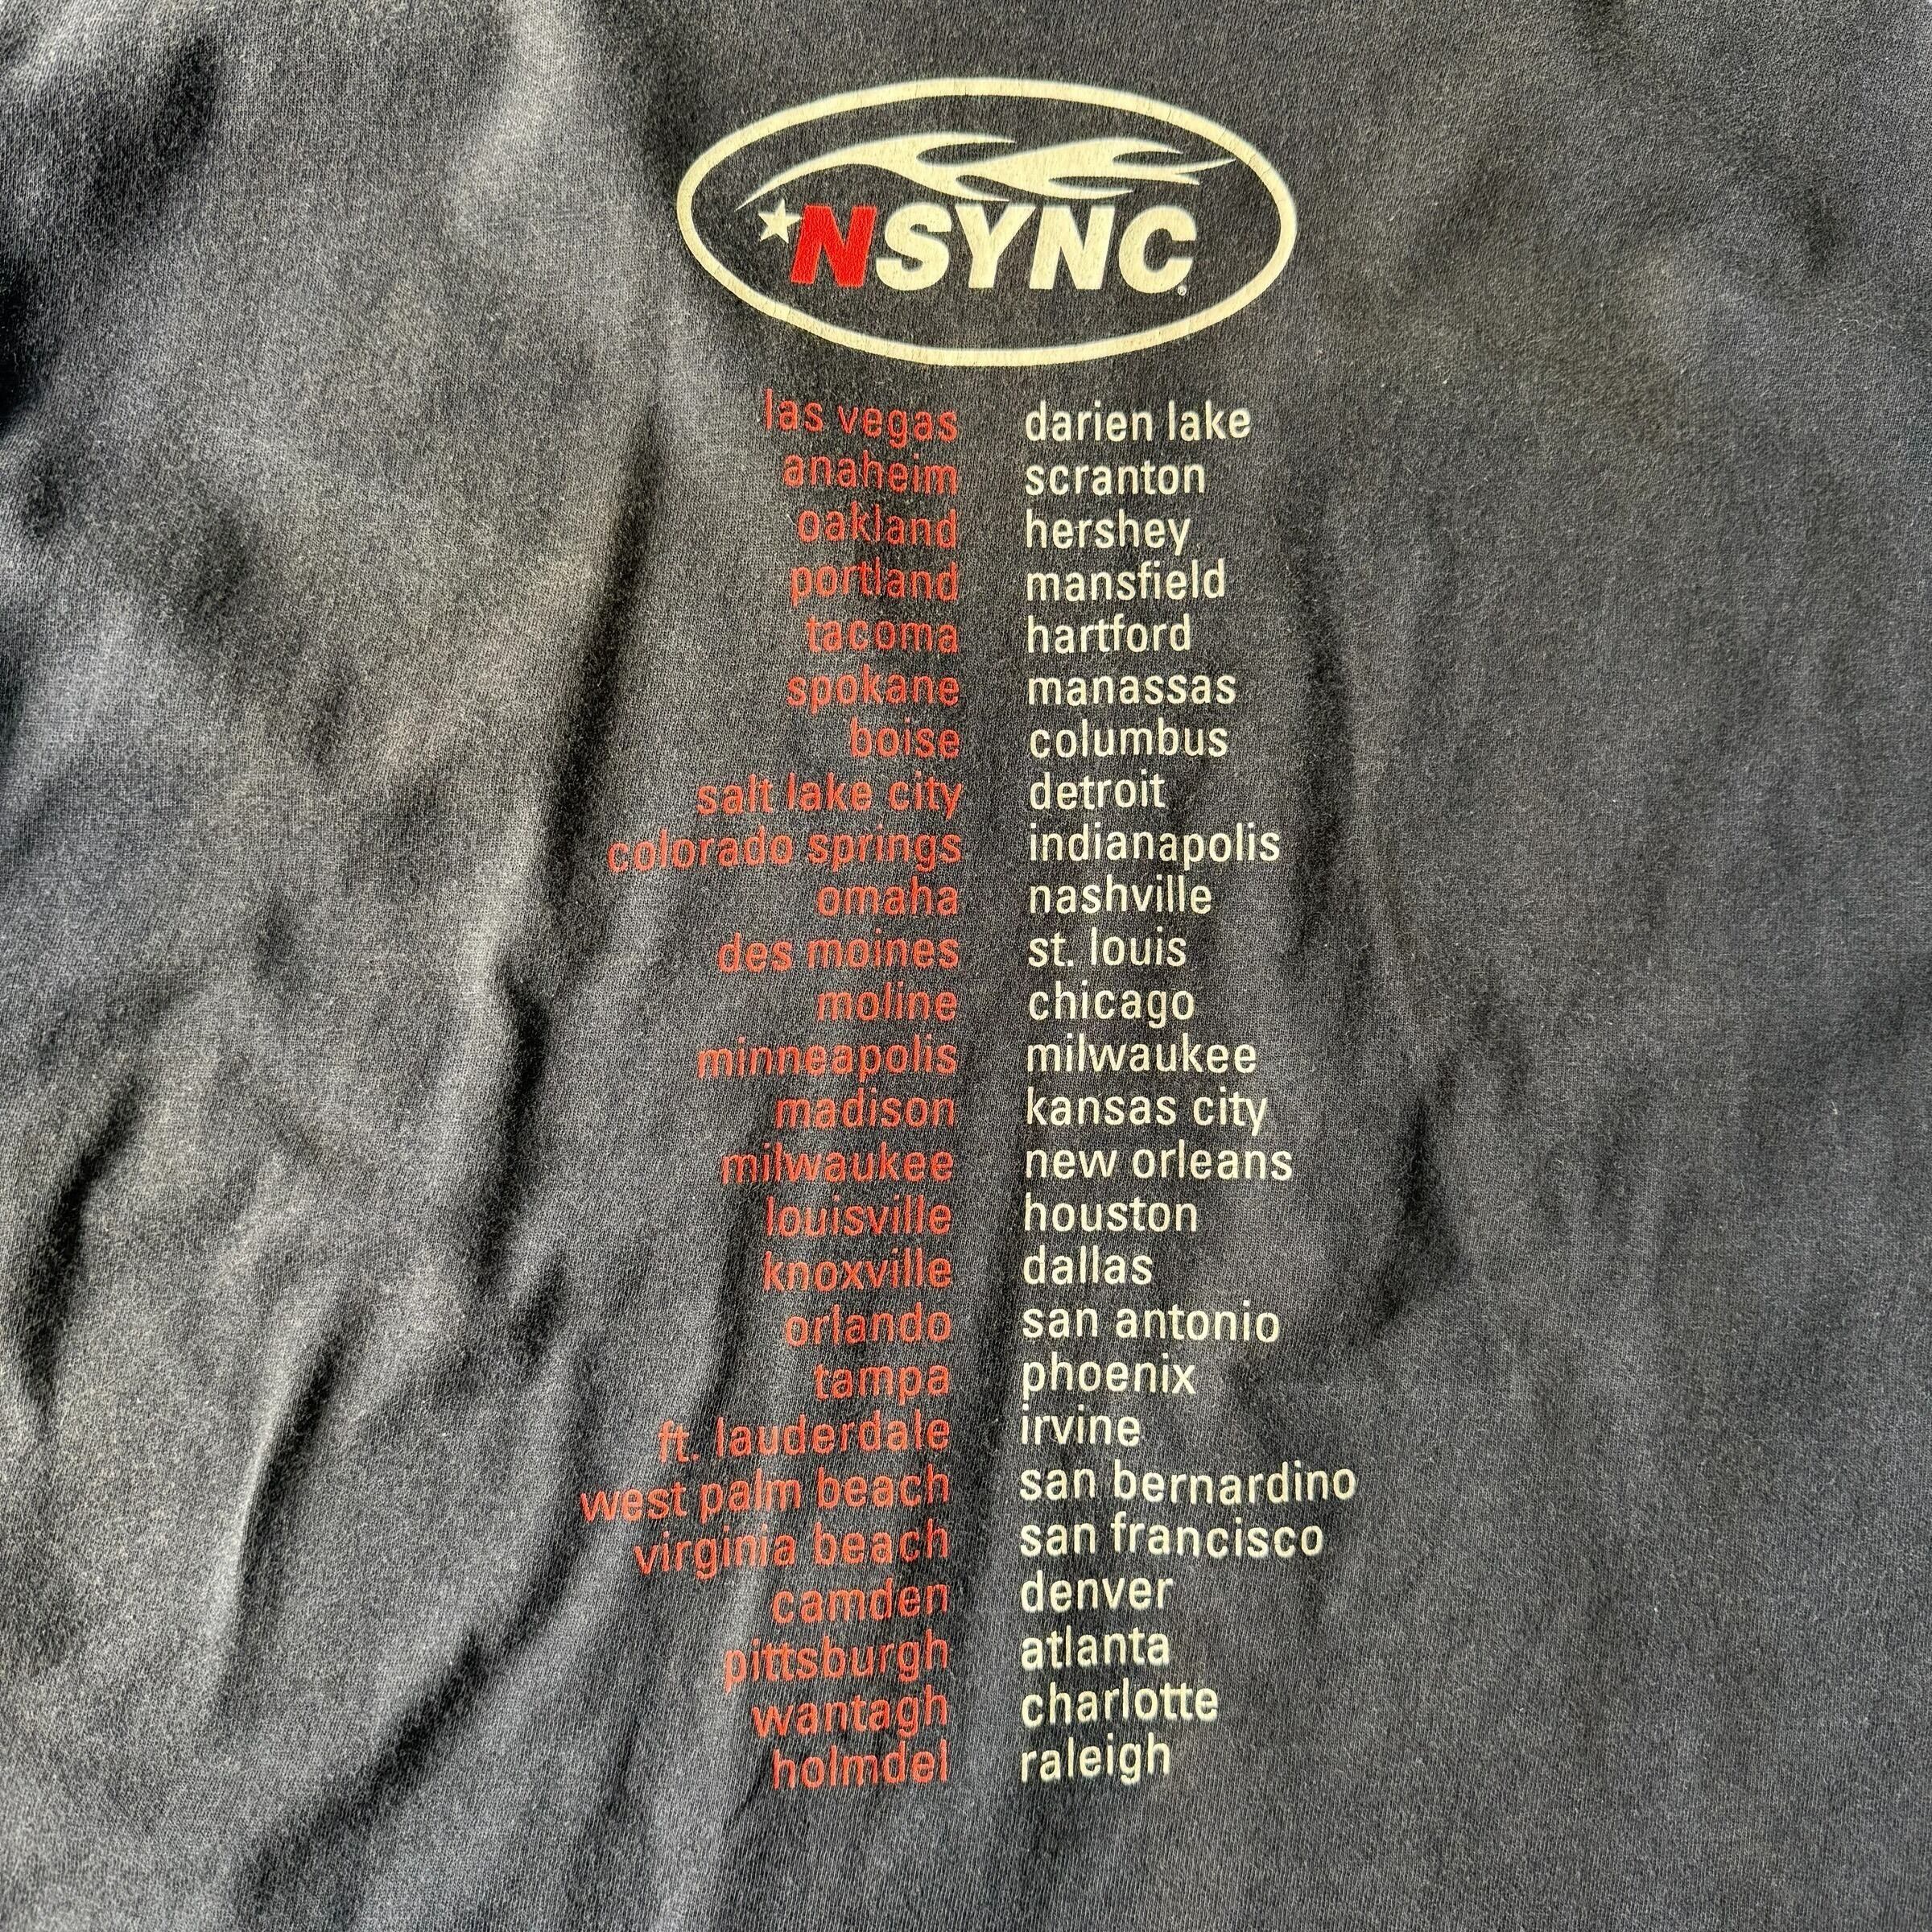 ★NSYNC®
las vegas
anaheim
oakland
portland
tacoma
spokane
boise
salt lake city
colorado springs
omaha
des moines
moline
minneapolis
madison
milwaukee
louisville
knoxville
orlando
tampa
ft. lauderdale
west palm beach
virginia beach
camden
pittsburgh
wantagh
holmdel
darien lake
scranton
hershey
mansfield
hartford
manassas
columbus
detroit
indianapolis
nashville
st. louis
chicago
milwaukee
kansas city
new orleans
houston
dallas
san antonio
phoenix
irvine
san bernardino
san francisco
denver
atlanta
charlotte
raleigh